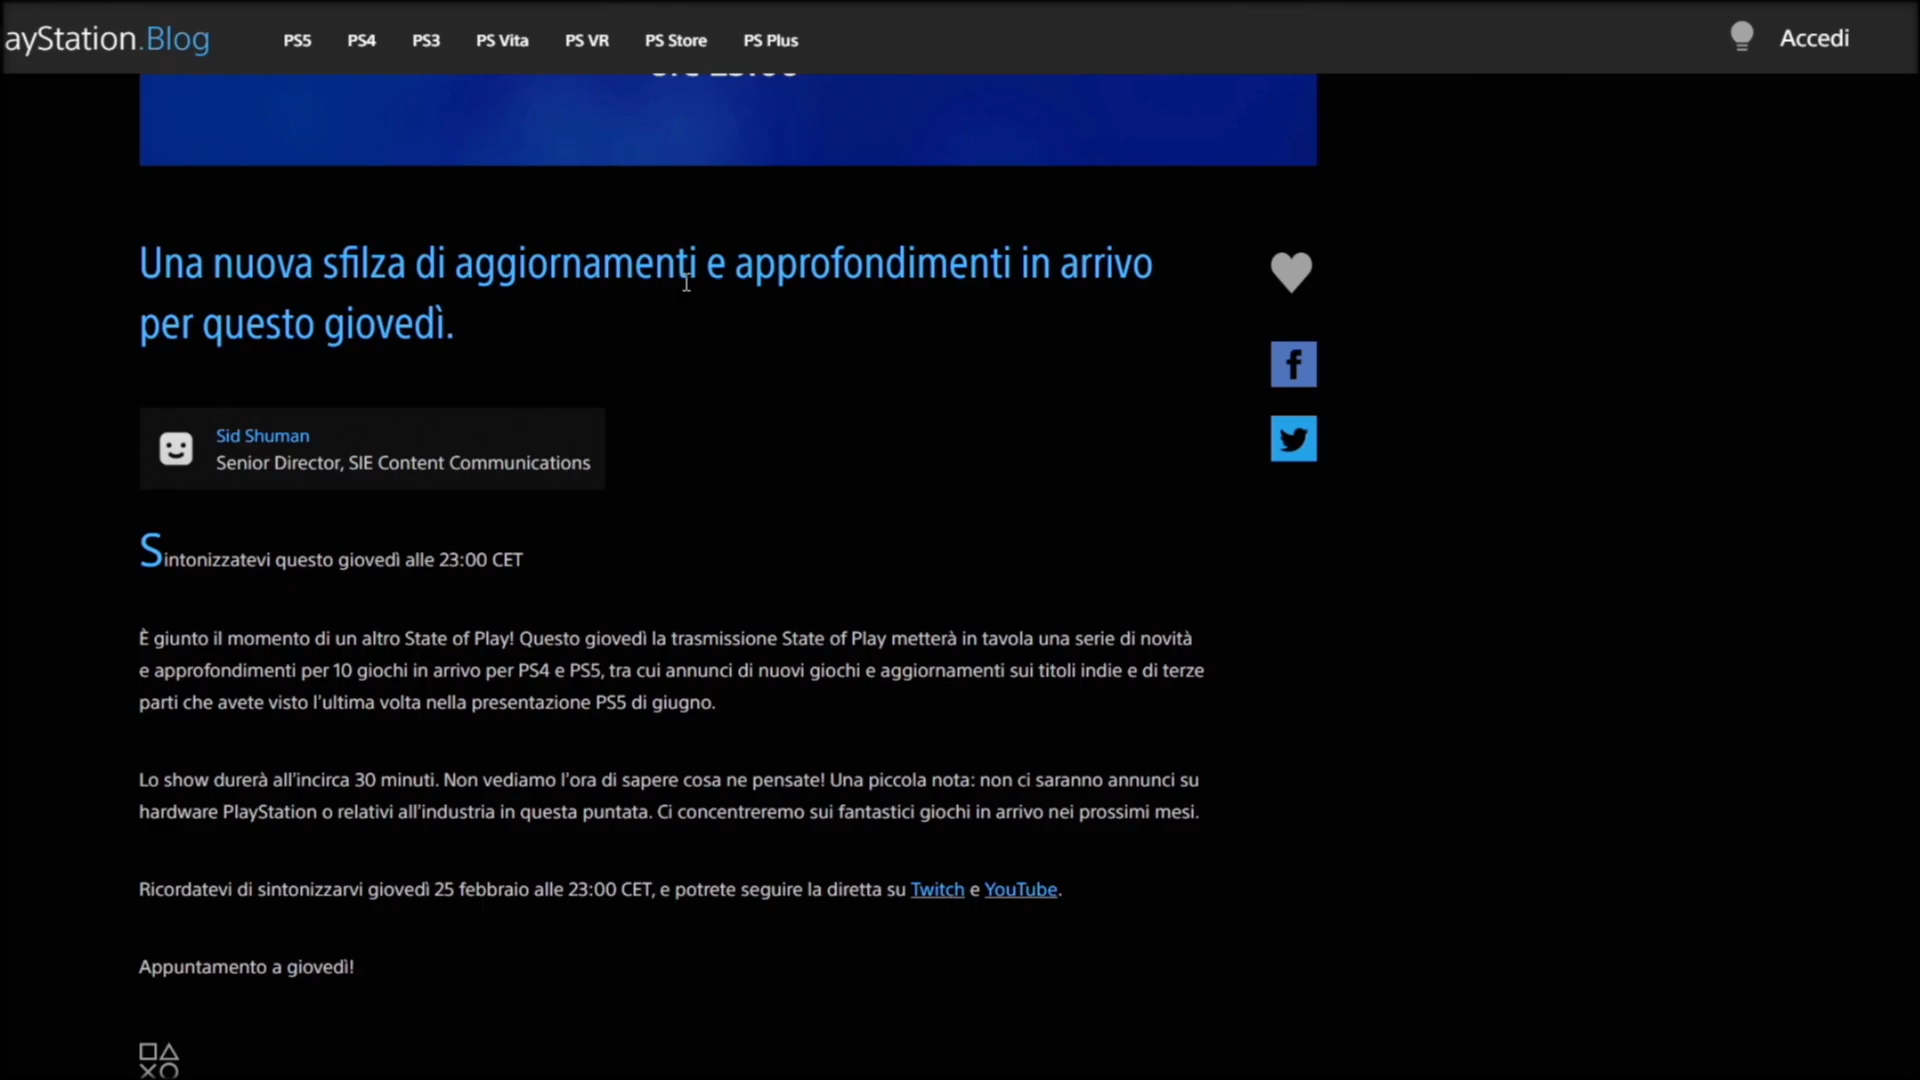 ayStation.Blog PS5 PS4 PS3 PS Vita PS VR PS Store PS Plus Accedi
Una nuova sfilza di aggiornamenti e approfondimenti in arrivo
per questo giovedì.
Sid Shuman
Senior Director, SIE Content Communications
Sintonizzatevi questo giovedì alle 23:00 CET
È giunto il momento di un altro State of Play! Questo giovedì la trasmissione State of Play metterà in tavola una serie di novità
e approfondimenti per 10 giochi in arrivo per PS4 e PS5, tra cui annunci di nuovi giochi e aggiornamenti sui titoli indie e di terze
parti che avete visto l'ultima volta nella presentazione PS5 di giugno.
Lo show durerà all'incirca 30 minuti. Non vediamo l'ora di sapere cosa ne pensate! Una piccola nota: non ci saranno annunci su
hardware PlayStation o relativi all'industria in questa puntata. Ci concentreremo sui fantastici giochi in arrivo nei prossimi mesi.
Ricordatevi di sintonizzarvi giovedì 25 febbraio alle 23:00 CET, e potrete seguire la diretta su Twitch e YouTube.
Appuntamento a giovedì!